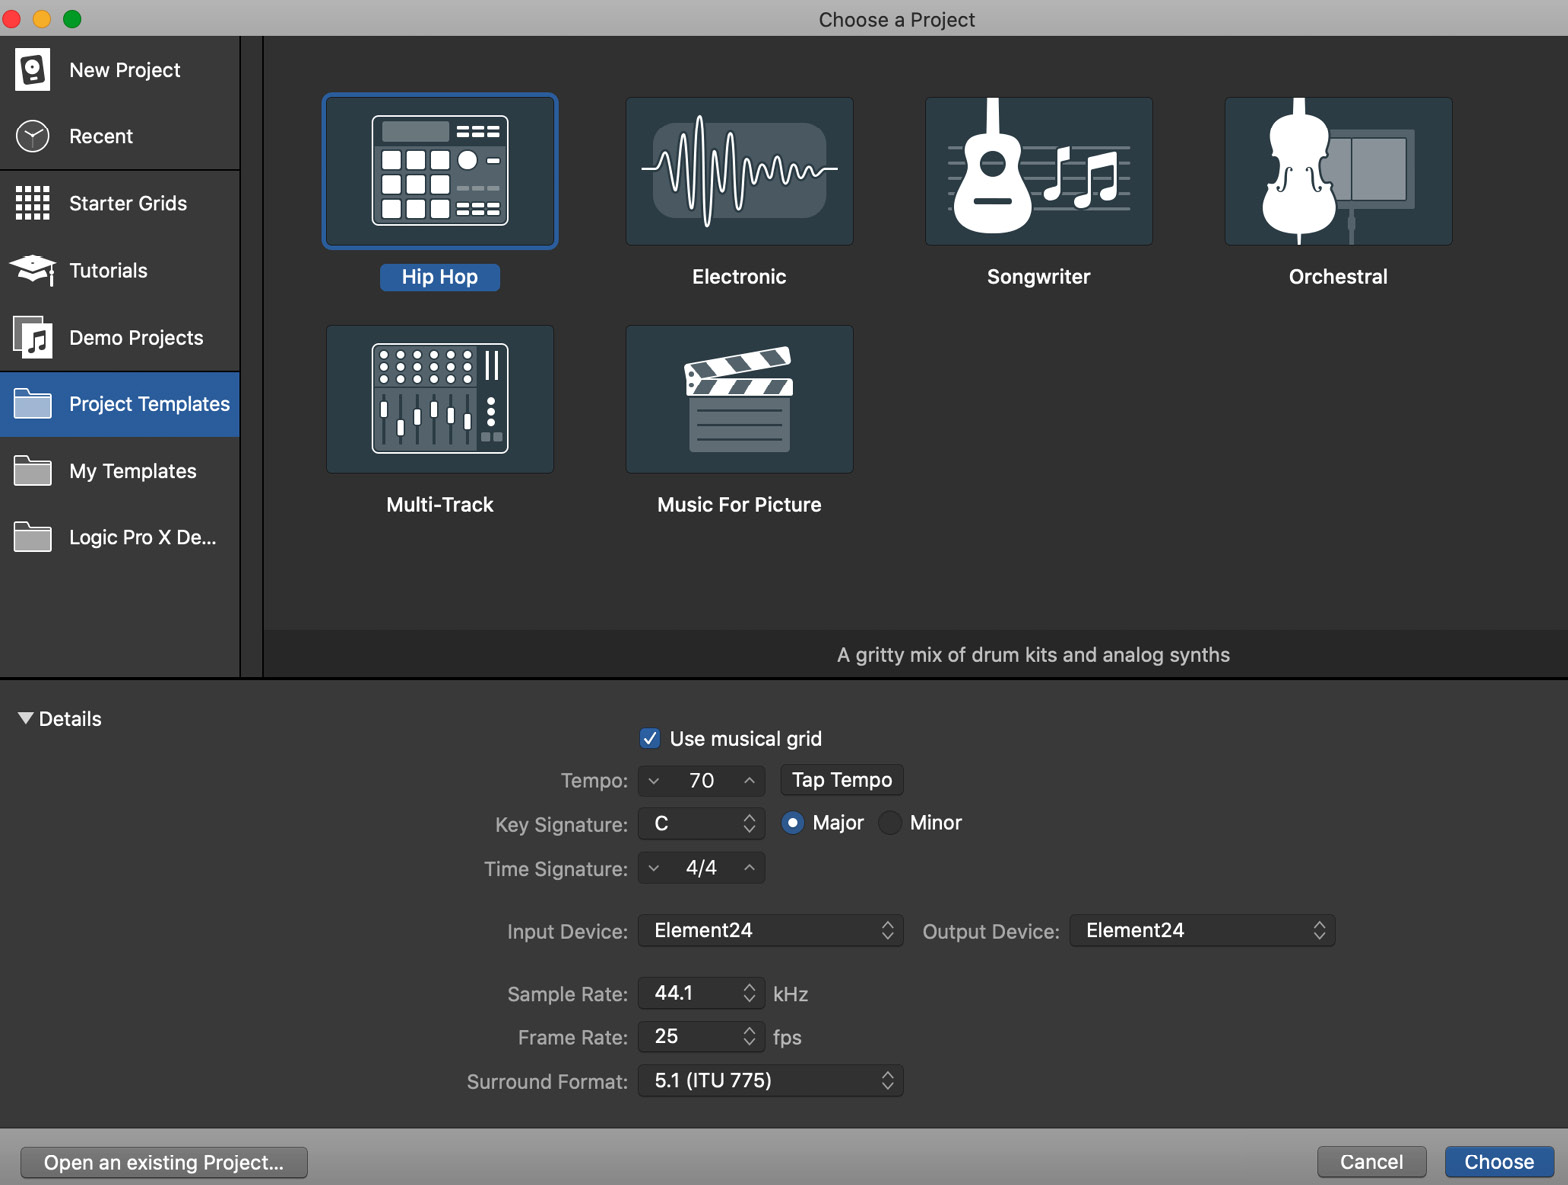 Choose a Project
New Project
Recent
Starter Grids
Tutorials
Demo Projects
Project Templates
My Templates
Logic Pro X De...
Hip Hop
Electronic
Songwriter
Orchestral
Multi-Track
Music For Picture
A gritty mix of drum kits and analog synths
Details
Use musical grid
Tempo: 70 Tap Tempo
Key Signature: C Major Minor
Time Signature: 4/4
Input Device: Element24 Output Device: Element24
Sample Rate: 44.1 kHz
Frame Rate: 25 fps
Surround Format: 5.1 (ITU 775)
Open an existing Project... Cancel Choose